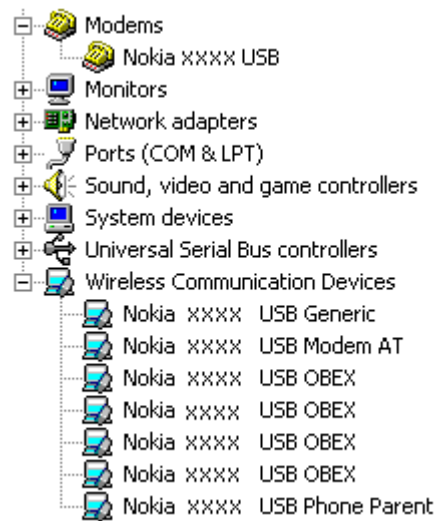 Modems
Nokia xxxx USB
Monitors
Network adapters
Ports (COM & LPT)
Sound, video and game controllers
System devices
Universal Serial Bus controllers
Wireless Communication Devices
Nokia xxxx USB Generic
Nokia xxxx USB Modem AT
Nokia xxxx USB OBEX
Nokia xxxx USB OBEX
Nokia xxxx USB OBEX
Nokia xxxx USB OBEX
Nokia xxxx USB Phone Parent